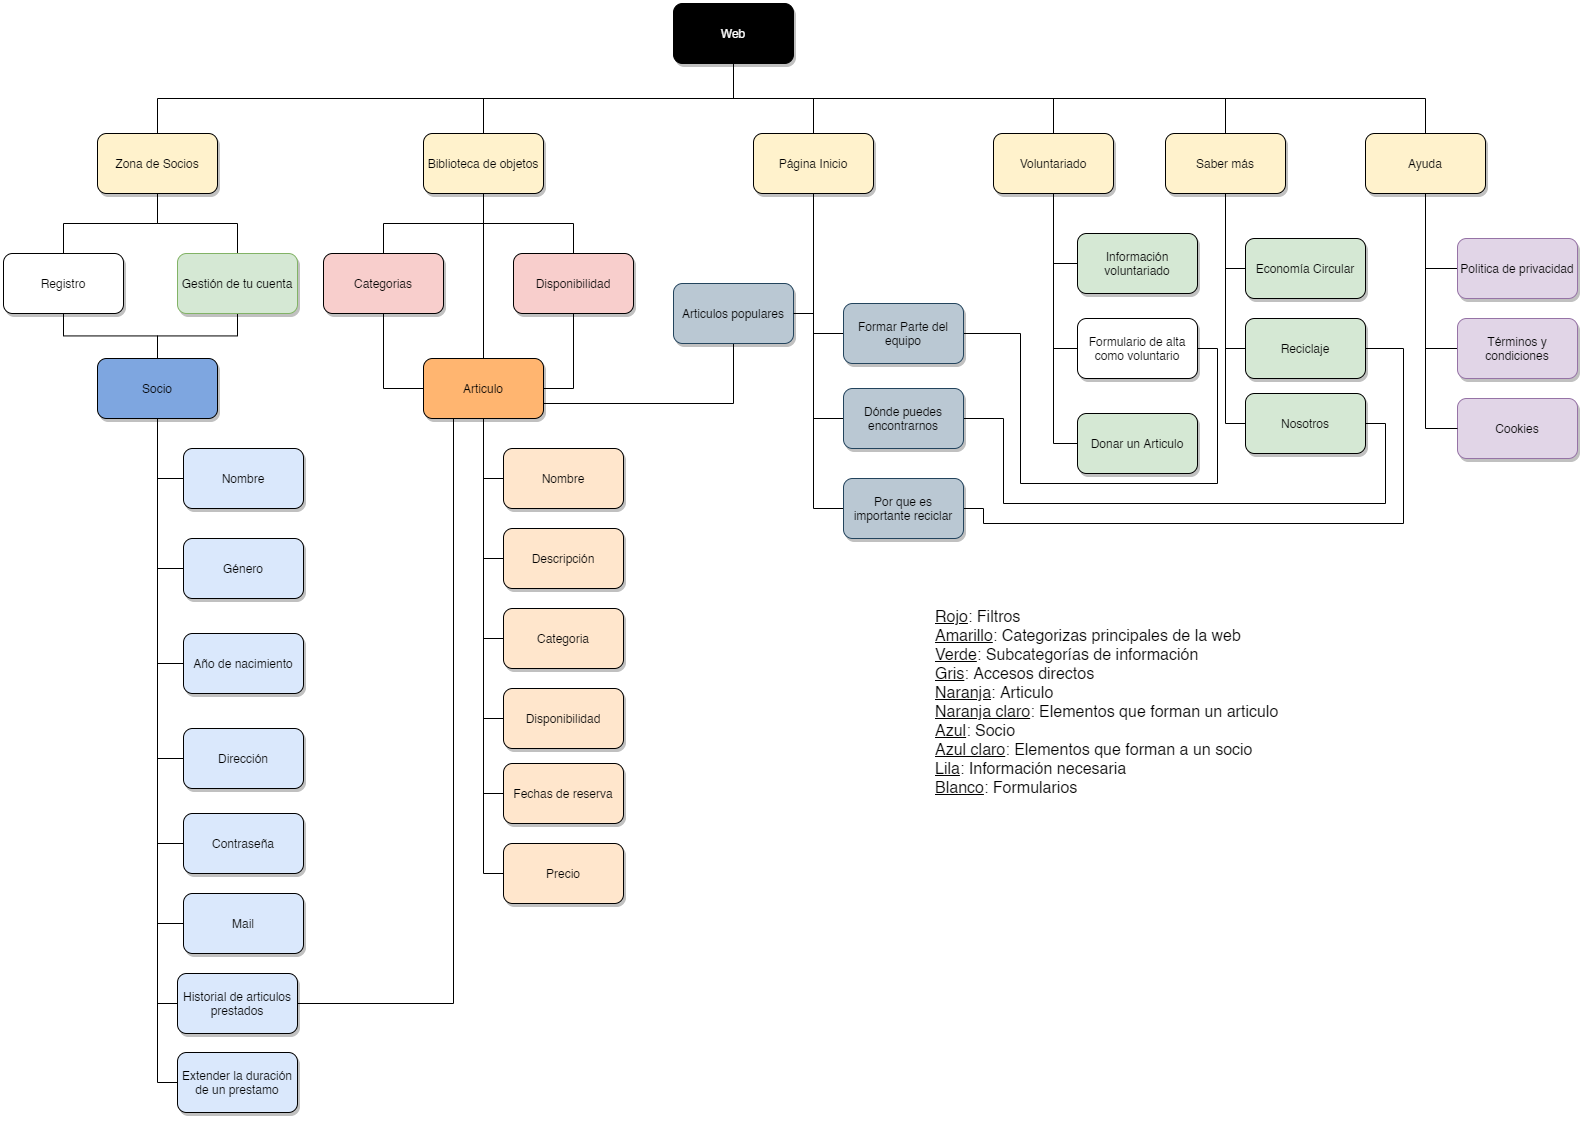 Web
Zona de Socios
Biblioteca de objetos
Página Inicio
Voluntariado
Saber más
Ayuda
Registro
Gestión de tu cuenta
Categorias
Disponibilidad
Articulos populares
Formar Parte del
equipo
Dónde puedes
encontrarnos
Por que es
importante reciclar
Información
voluntariado
Formulario de alta
como voluntario
Donar un Articulo
Economía Circular
Reciclaje
Nosotros
Politica de privacidad
Términos y
condiciones
Cookies
Socio
Articulo
Nombre
Género
Año de nacimiento
Dirección
Contraseña
Mail
Historial de articulos
prestados
Extender la duración
de un prestamo
Nombre
Descripción
Categoria
Disponibilidad
Fechas de reserva
Precio
Rojo: Filtros
Amarillo: Categorizas principales de la web
Verde: Subcategorías de información
Gris: Accesos directos
Naranja: Articulo
Naranja claro: Elementos que forman un articulo
Azul: Socio
Azul claro: Elementos que forman a un socio
Lila: Información necesaria
Blanco: Formularios